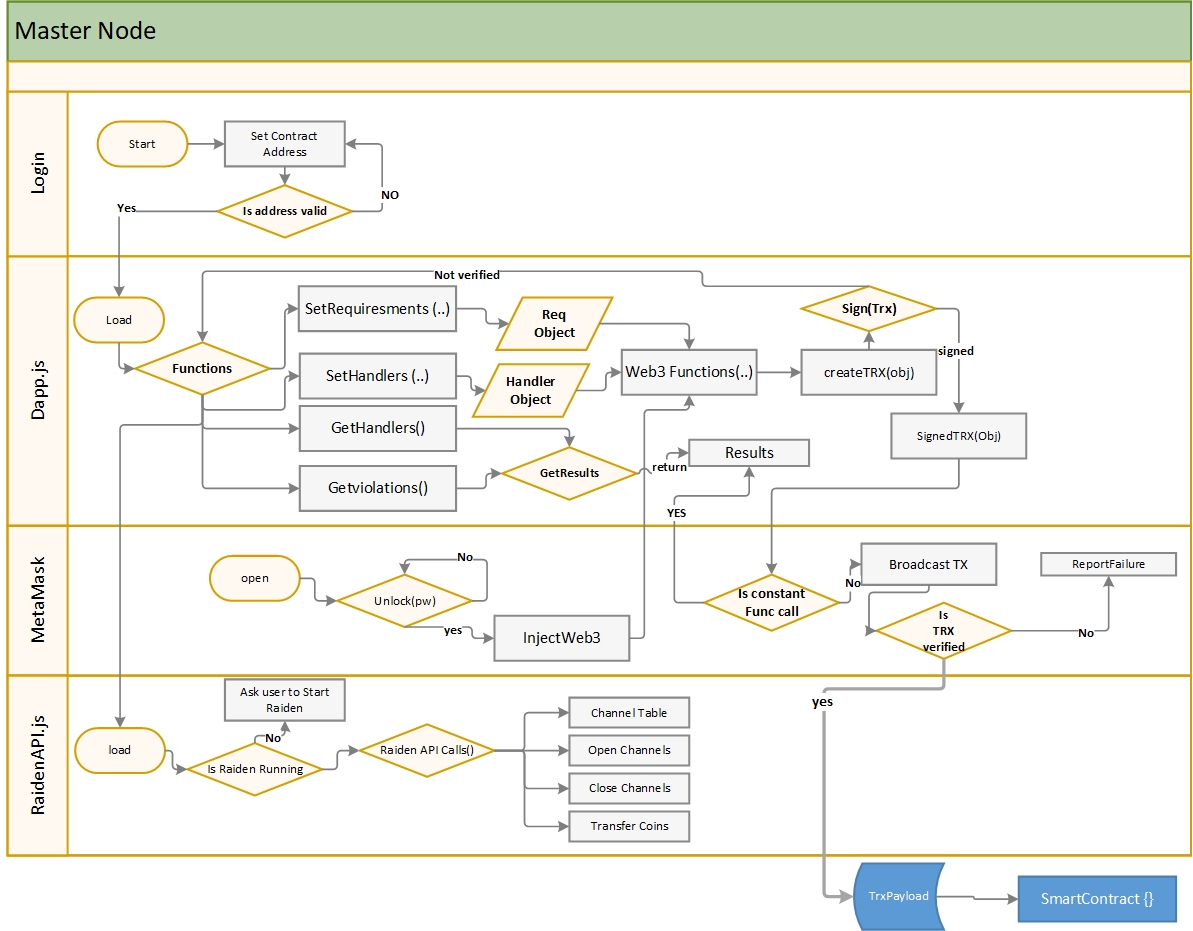 Master Node
Login
Start
Set Contract
Address
NO
Is address valid
Yes
Dapp.js
Not verified
Load
Functions
SetRequiresments (..)
Req
Object
SetHandlers (..)
Handler
Object
GetHandlers()
Getviolations()
GetResults
return
Results
Web3 Functions(..)
createTRX(obj)
Sign(Trx)
signed
SignedTRX(Obj)
YES
MetaMask
open
No
Unlock(pw)
yes
InjectWeb3
Is constant
Func call
No
Broadcast TX
Is
TRX
verified
No
ReportFailure
yes
RaidenAPI.js
load
Ask user to Start
Raiden
No
Is Raiden Running
Raiden API Calls()
Channel Table
Open Channels
Close Channels
Transfer Coins
TrxPayload
SmartContract {}